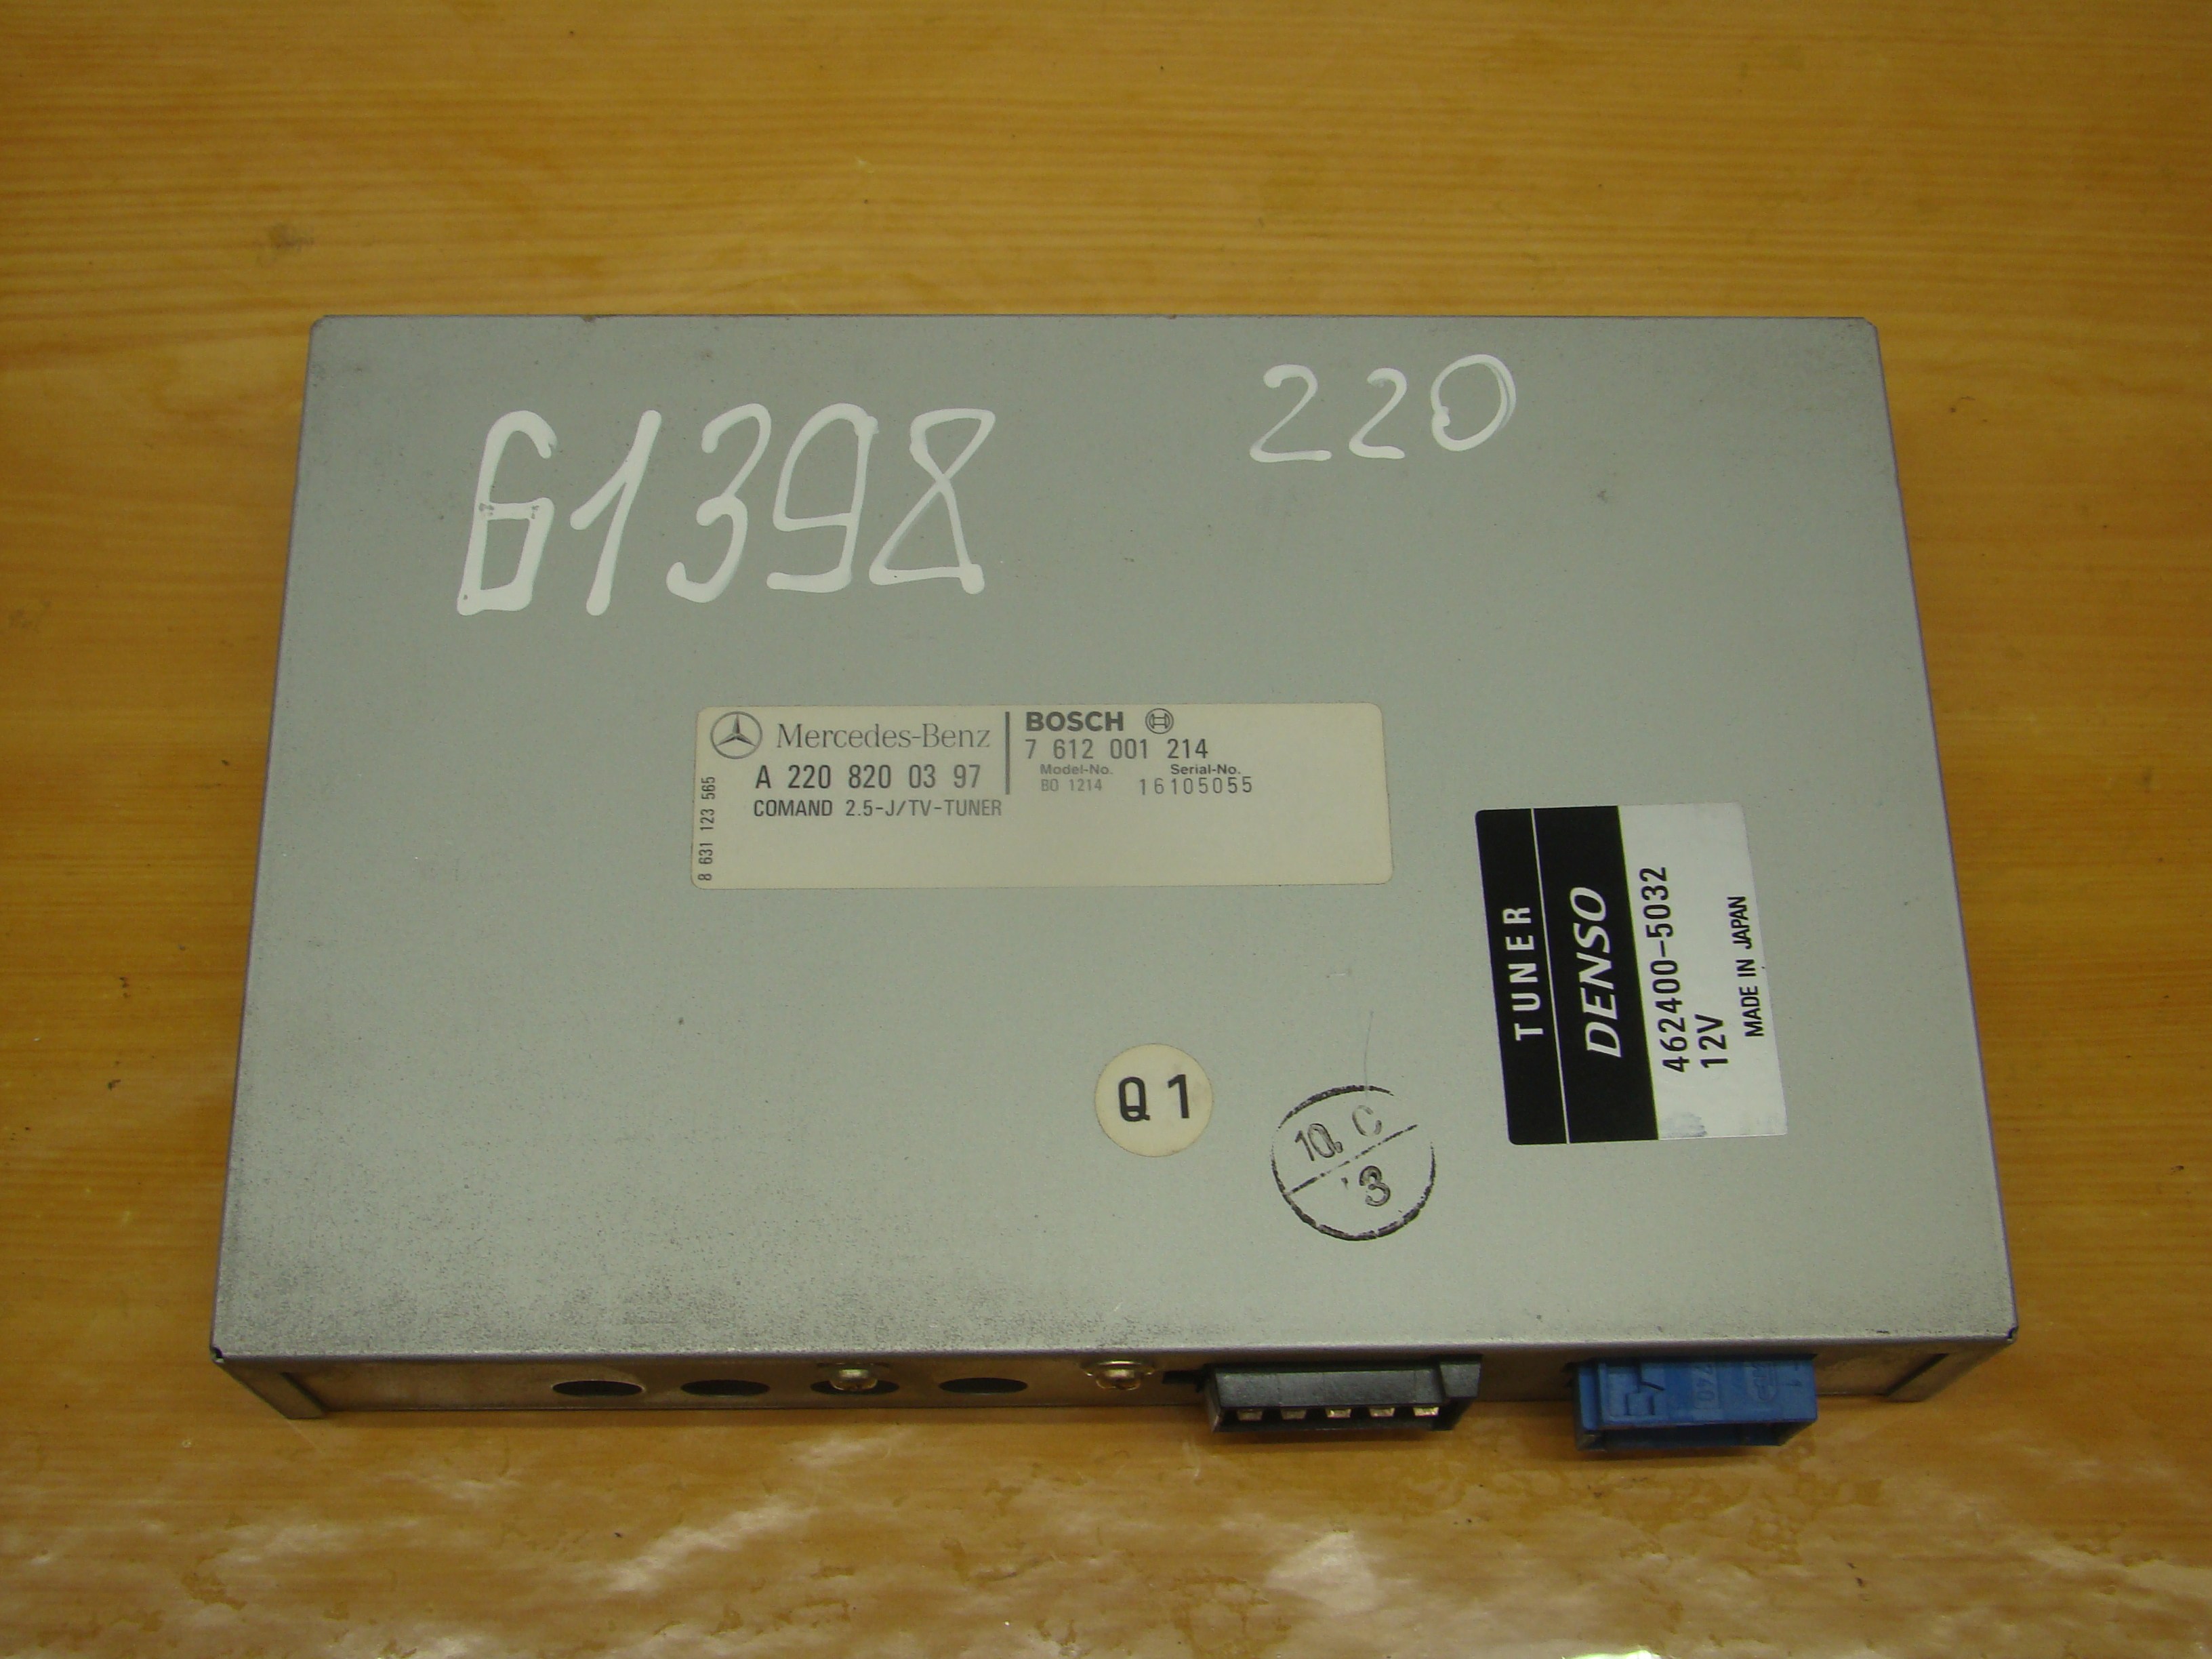 61398
220
Mercedes-Benz
A 220 820 03 97
COMAND 2.5-J/TV-TUNER
8 631 123 565
BOSCH
7 612 001 214
Model-No. Serial-No.
BO 1214 16105055
TUNER
DENSO
462400-5032
12V
MADE IN JAPAN
Q1
10. C
'3